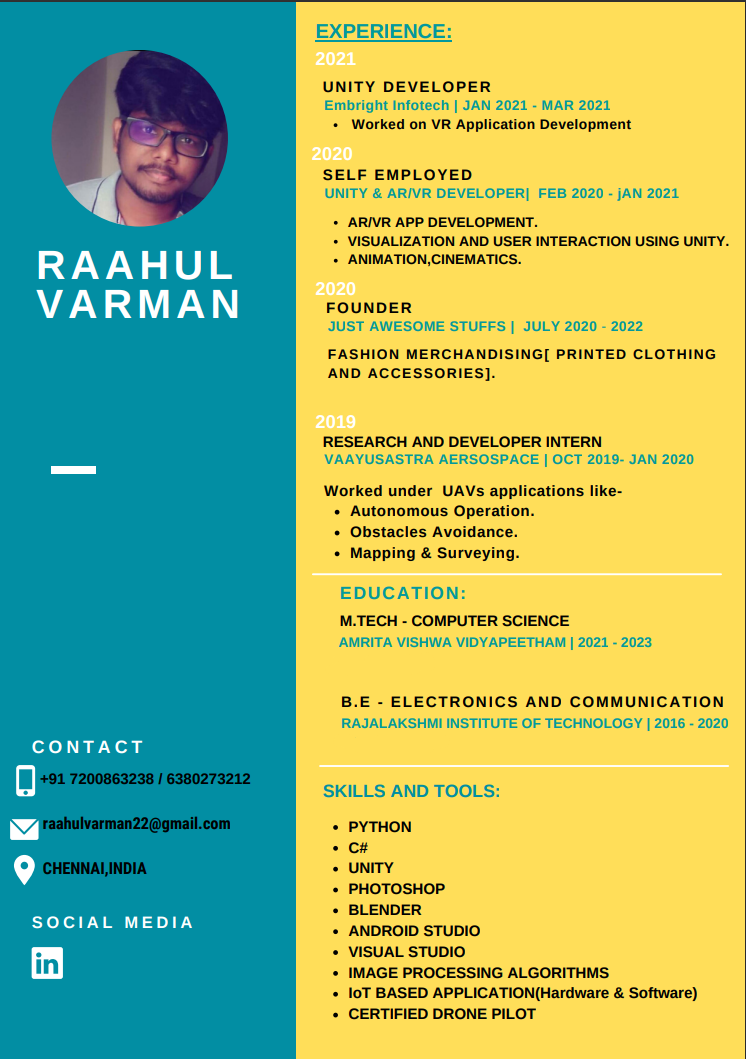 RAAHUL
VARMAN
CONTACT
+91 7200863238 / 6380273212
raahulvarman22@gmail.com
CHENNAI,INDIA
SOCIAL MEDIA
in
EXPERIENCE:
2021
UNITY DEVELOPER
Embright Infotech | JAN 2021 - MAR 2021
• Worked on VR Application Development
2020
SELF EMPLOYED
UNITY & AR/VR DEVELOPER| FEB 2020 - jAN 2021
• AR/VR APP DEVELOPMENT.
• VISUALIZATION AND USER INTERACTION USING UNITY.
• ANIMATION,CINEMATICS.
2020
FOUNDER
JUST AWESOME STUFFS | JULY 2020 - 2022
FASHION MERCHANDISING[ PRINTED CLOTHING
AND ACCESSORIES].
2019
RESEARCH AND DEVELOPER INTERN
VAAYUSASTRA AERSOSPACE | OCT 2019- JAN 2020
Worked under UAVs applications like-
• Autonomous Operation.
• Obstacles Avoidance.
• Mapping & Surveying.
EDUCATION:
M.TECH - COMPUTER SCIENCE
AMRITA VISHWA VIDYAPEETHAM | 2021 - 2023
B.E - ELECTRONICS AND COMMUNICATION
RAJALAKSHMI INSTITUTE OF TECHNOLOGY | 2016 - 2020
SKILLS AND TOOLS:
• PYTHON
• C#
• UNITY
• PHOTOSHOP
• BLENDER
• ANDROID STUDIO
• VISUAL STUDIO
• IMAGE PROCESSING ALGORITHMS
• IoT BASED APPLICATION(Hardware & Software)
• CERTIFIED DRONE PILOT